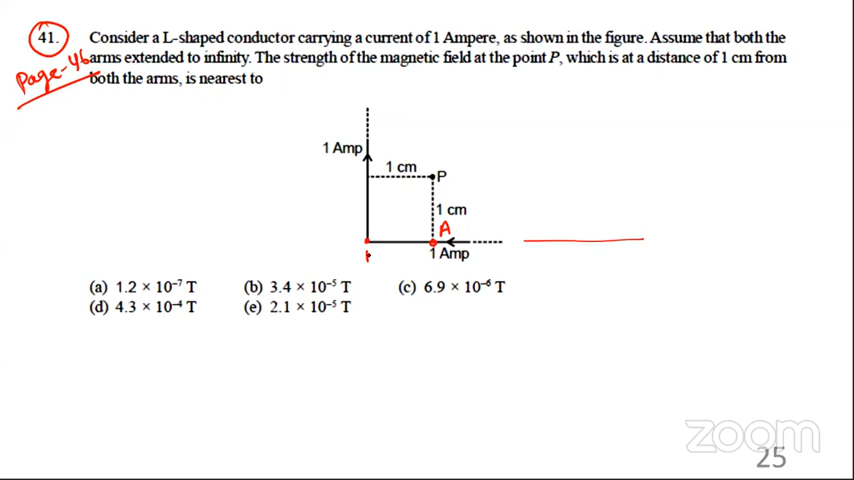 41. Consider a L-shaped conductor carrying a current of 1 Ampere, as shown in the figure. Assume that both the
Page-46 arms extended to infinity. The strength of the magnetic field at the point P, which is at a distance of 1 cm from
both the arms, is nearest to
1 Amp
1 cm
P
1 cm
A
1 Amp
(a) 1.2 × 10⁻⁷ T (b) 3.4 × 10⁻⁵ T (c) 6.9 × 10⁻⁶ T
(d) 4.3 × 10⁻⁴ T (e) 2.1 × 10⁻⁵ T
zoom
25